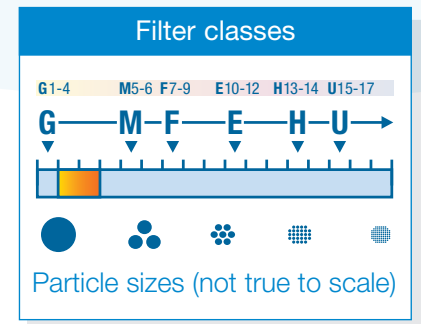 Filter classes
G1-4 M5-6 F7-9 E10-12 H13-14 U15-17
G M F E H U
Particle sizes (not true to scale)